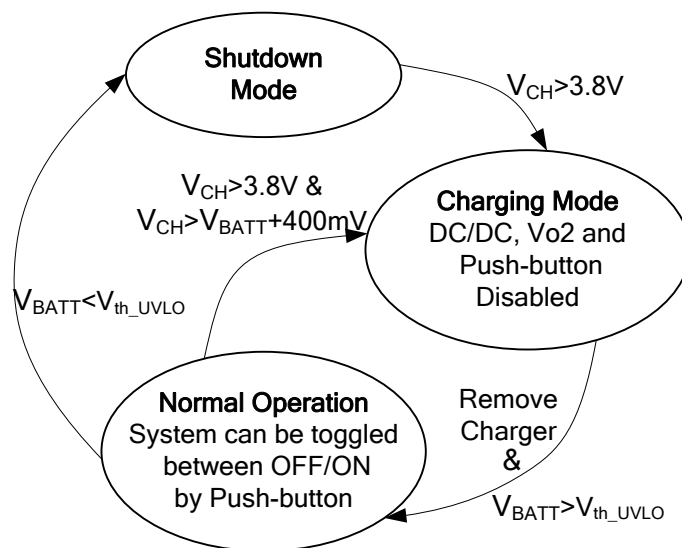 Shutdown
Mode
V_CH>3.8V
V_CH>3.8V &
V_CH>V_BATT+400mV
Charging Mode
DC/DC, Vo2 and
Push-button
Disabled
V_BATT<V_th_UVLO
Normal Operation
System can be toggled
between OFF/ON
by Push-button
Remove
Charger
&
V_BATT>V_th_UVLO